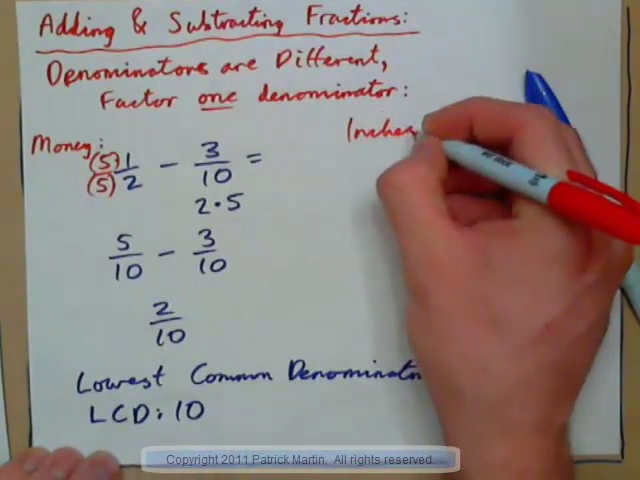 Adding & Subtracting Fractions:
Denominators are Different,
Factor one denominator:
Money:
(5) 1/(5) 2 - 3/10 =
2·5
5/10 - 3/10
2/10
Lowest Common Denominator
LCD: 10
Inches
Copyright 2011 Patrick Martin. All rights reserved.